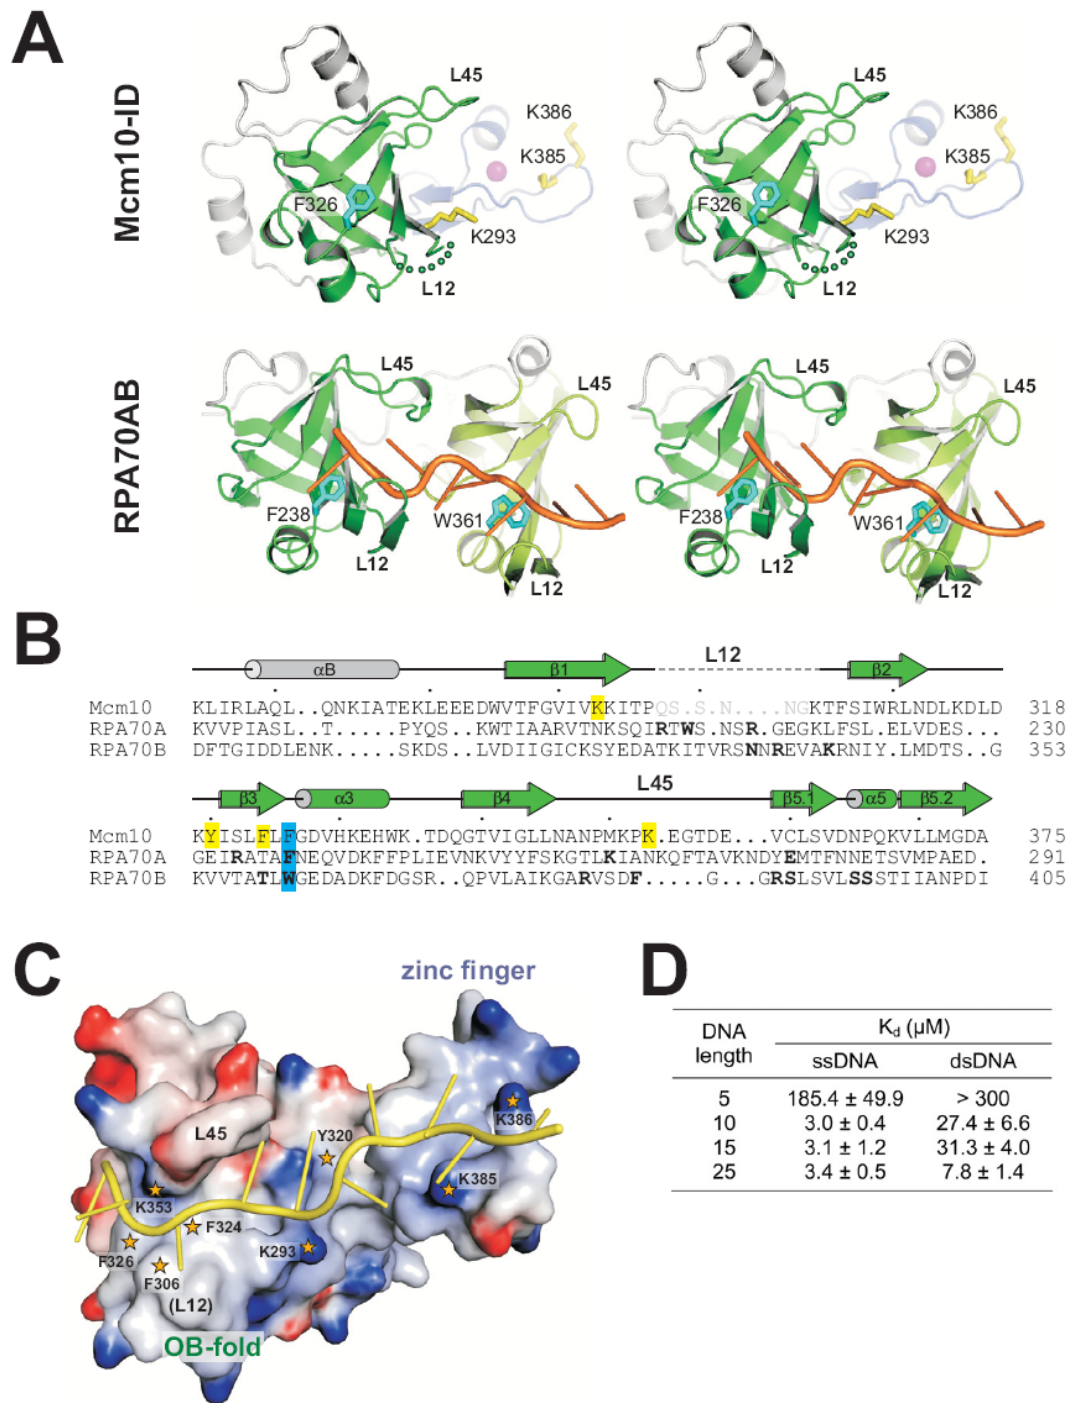 A
Mcm10-ID
L45
K386
K385
F326
K293
L12
L45
K386
K385
F326
K293
L12
RPA70AB
L45
L45
F238
W361
L12
L12
L45
L45
F238
W361
L12
L12
B
αB β1 L12 β2
Mcm10 KLIRLAQL..QNKIATEKLEEEDWVTFGVIVKKITPQS.S.N....NGKTFSIWRLNDLKDLD 318
RPA70A KVVPIASL..T.....PYQS..KWTIAARVTNKSQIRTWS.NSR.GEGKLFSL.ELVDES... 230
RPA70B DFTGIDDLENK.....SKDS..LVDIIGICKSYEDATKITVRSNNREVAKRNIY.LMDTS..G 353
β3 α3 β4 L45 β5.1 α5 β5.2
Mcm10 KYISLFLFGDVHKEHWK.TDQGTVIGLLNANPMKPK.EGTDE...VCLSVDNPQKVLLMGDA 375
RPA70A GEIRATAFNEQVDKFFPLIEVNKVYYFSKGTLKIANKQFTAVKNDYEMTFNNETSVMPAED. 291
RPA70B KVVTATLWGEDADKFDGSR..QPVLAIKGARVSDF.....G...GRSLSVLSSSTIIANPDI 405
C
zinc finger
L45
K386
Y320
K385
K353
F324
F326
K293
F306
(L12)
OB-fold
D
DNA length Kd (µM)
ssDNA dsDNA
5 185.4 ± 49.9 > 300
10 3.0 ± 0.4 27.4 ± 6.6
15 3.1 ± 1.2 31.3 ± 4.0
25 3.4 ± 0.5 7.8 ± 1.4